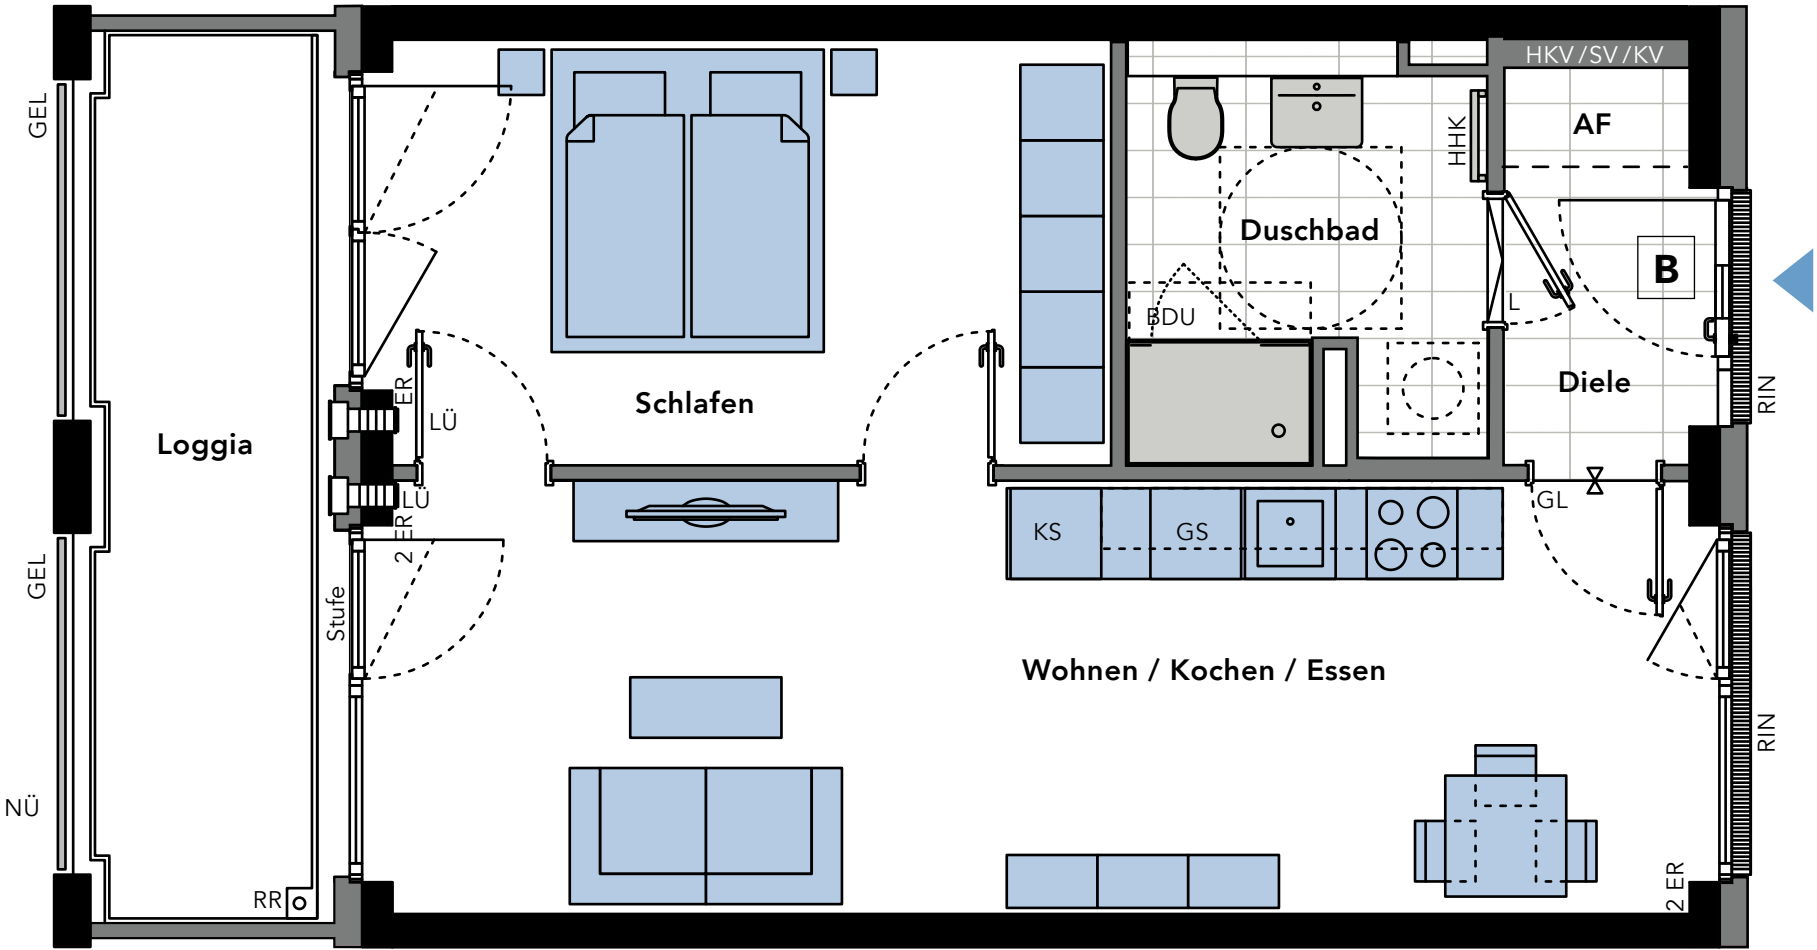 HKV / SV / KV
GEL
AF
HHK
Duschbad
B
L
BDU
Diele
RIN
ER
Schlafen
LÜ
Loggia
LÜ
GL
KS
GS
2 ER
GEL
Stufe
Wohnen / Kochen / Essen
RIN
NÜ
2 ER
RR